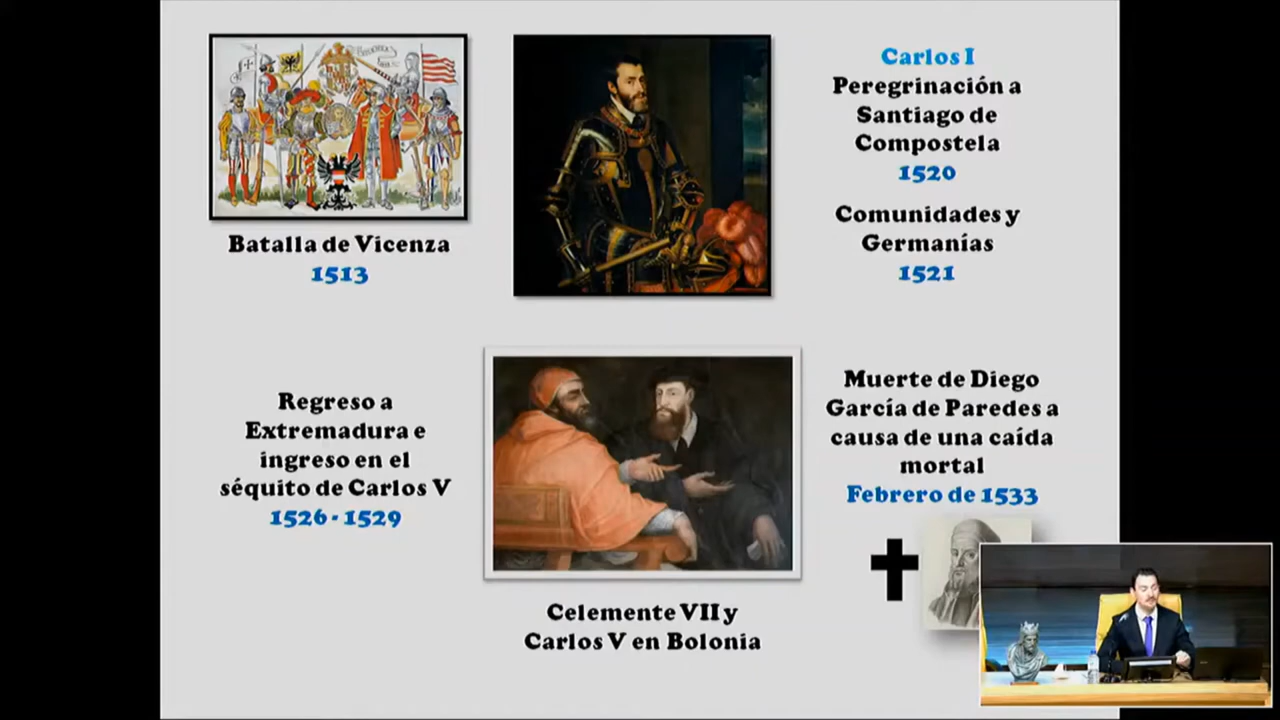 Batalla de Vicenza
1513
Carlos I
Peregrinación a
Santiago de
Compostela
1520
Comunidades y
Germanías
1521
Regreso a
Extremadura e
ingreso en el
séquito de Carlos V
1526 - 1529
Celemente VII y
Carlos V en Bolonia
Muerte de Diego
García de Paredes a
causa de una caída
mortal
Febrero de 1533